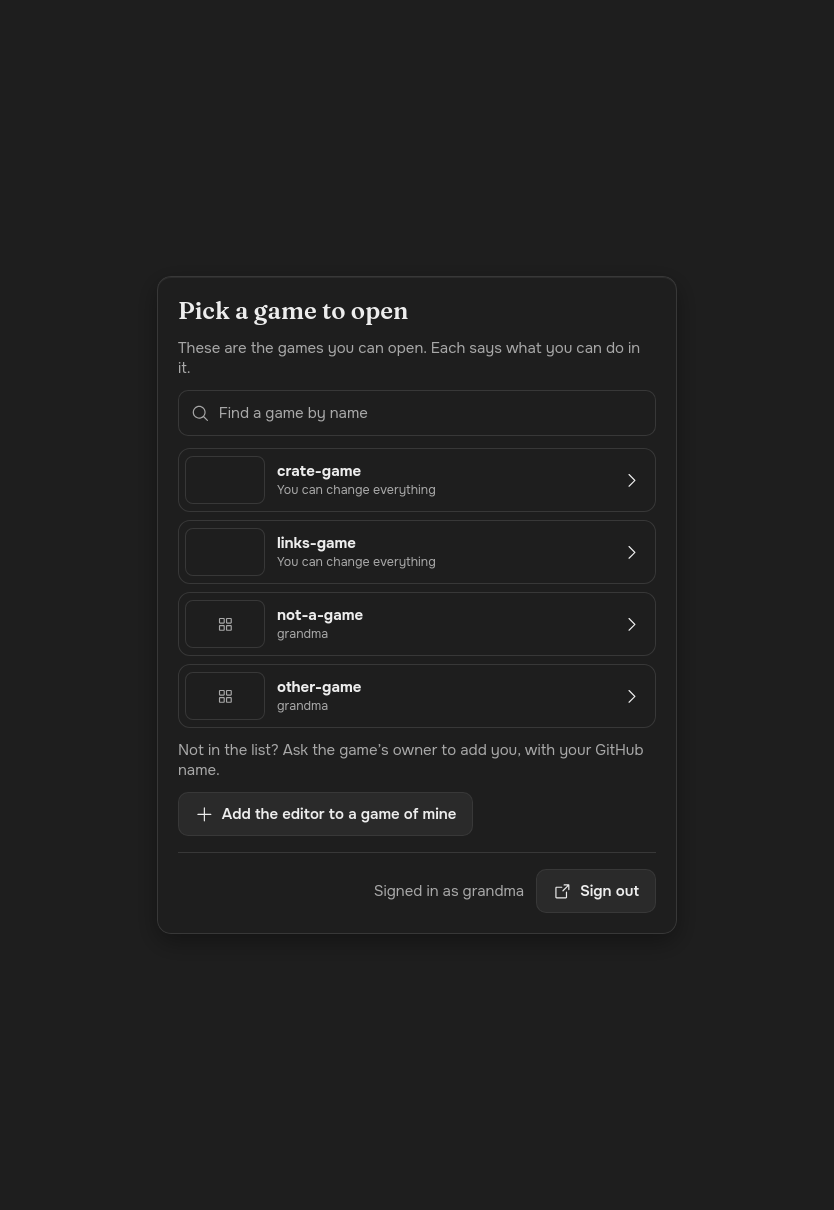 Pick a game to open
These are the games you can open. Each says what you can do in
it.
Find a game by name
crate-game
You can change everything
links-game
You can change everything
not-a-game
grandma
other-game
grandma
Not in the list? Ask the game’s owner to add you, with your GitHub
name.
Add the editor to a game of mine
Signed in as grandma
Sign out